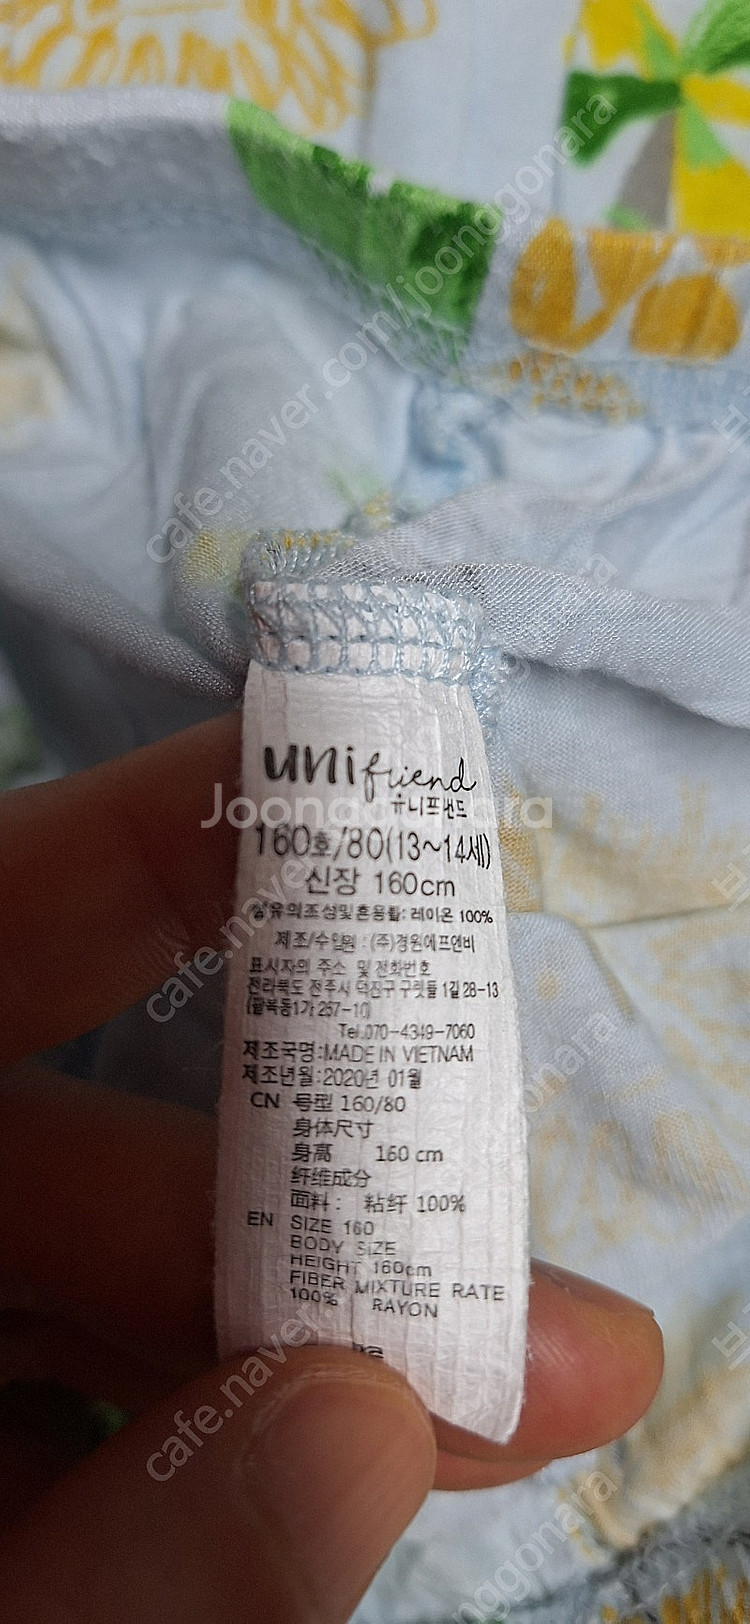 unifriend
유니프랜드
160호/80(13~14세)
신장 160cm
섬유의조성및혼용률: 레이온 100%
제조/수입원 : (주)경원에프엔비
표시자의 주소 및 전화번호
전라북도 전주시 덕진구 구렛들 1길 28-13
(팔복동1가 267-10)
Tel.070-4349-7060
제조국명:MADE IN VIETNAM
제조년월:2020년 01월
CN 号型 160/80
身体尺寸
身高 160 cm
纤维成分
面料： 粘纤 100%
EN SIZE 160
BODY SIZE
HEIGHT 160cm
FIBER MIXTURE RATE
100% RAYON
Joonggonara
cafe.naver.com/joonggonara
cafe.naver.
cafe.naver.
joonggonara